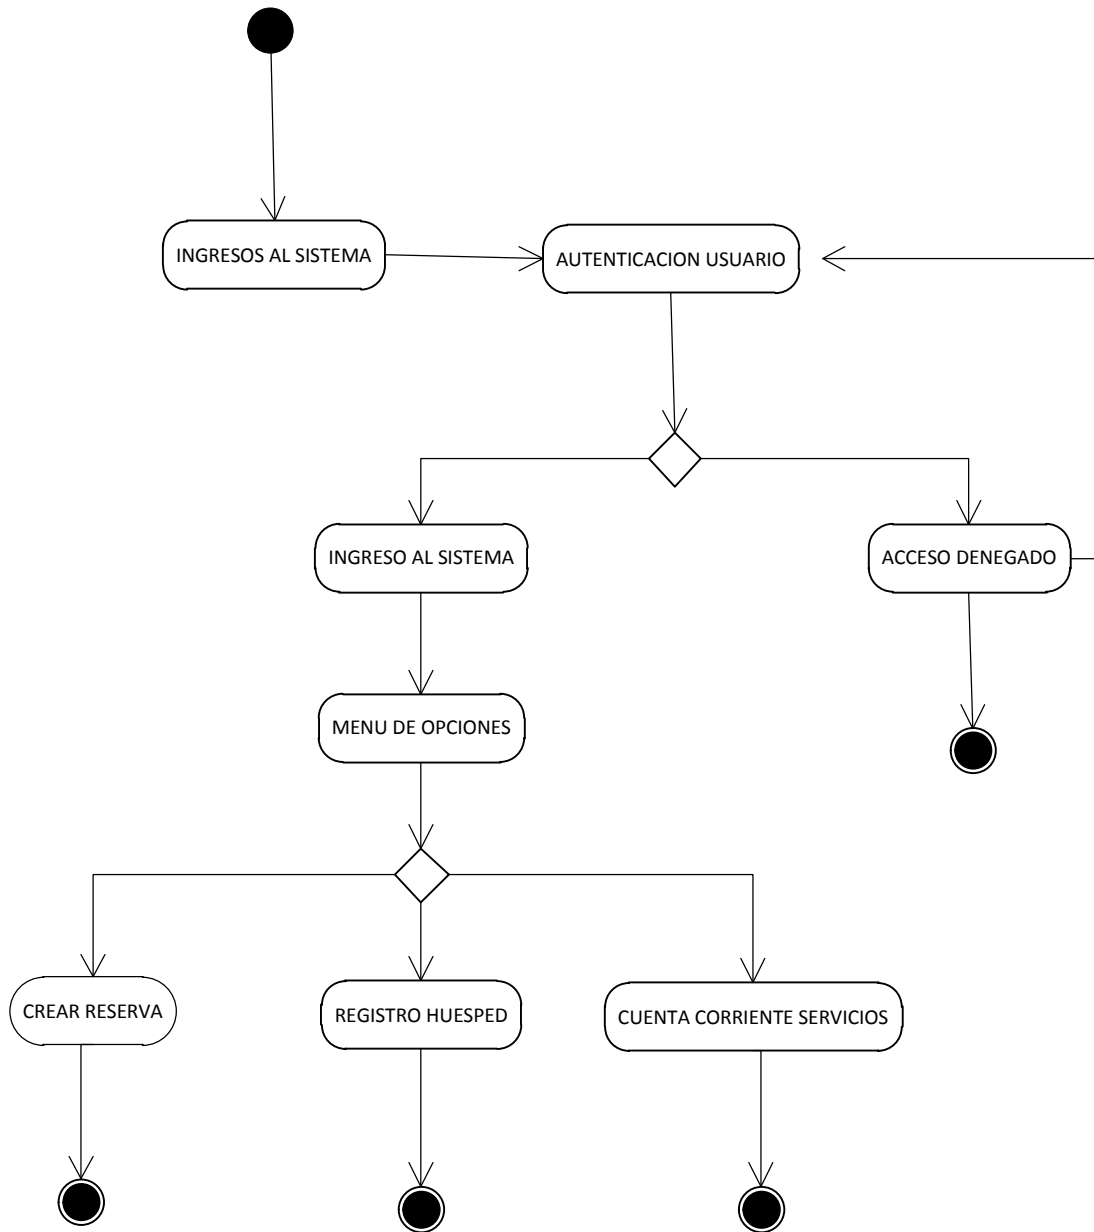 INGRESOS AL SISTEMA
AUTENTICACION USUARIO
INGRESO AL SISTEMA
ACCESO DENEGADO
MENU DE OPCIONES
CREAR RESERVA
REGISTRO HUESPED
CUENTA CORRIENTE SERVICIOS